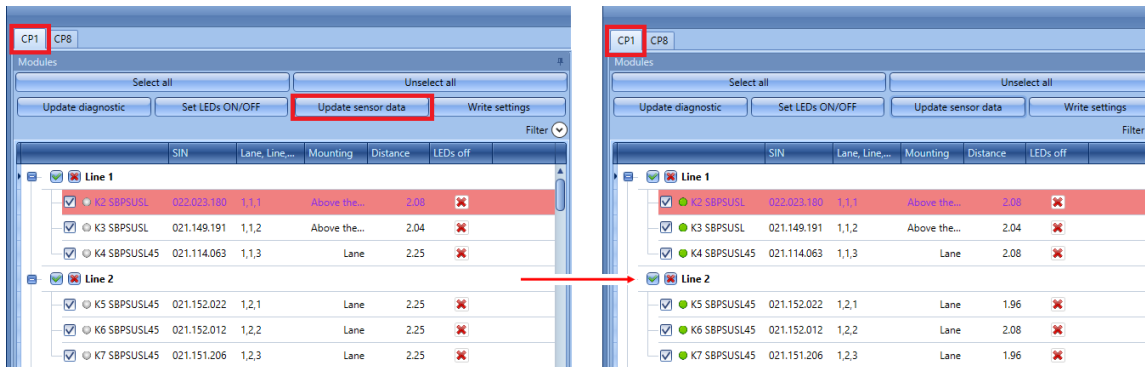 CP1 CP8
Modules
Select all Unselect all
Update diagnostic Set LEDs ON/OFF Update sensor data Write settings
Filter
SIN Lane, Line,... Mounting Distance LEDs off
Line 1
K2 SBPSUSL 022.023.180 1,1,1 Above the... 2.08
K3 SBPSUSL 021.149.191 1,1,2 Above the... 2.04
K4 SBPSUSL45 021.114.063 1,1,3 Lane 2.25
Line 2
K5 SBPSUSL45 021.152.022 1,2,1 Lane 2.25
K6 SBPSUSL45 021.152.012 1,2,2 Lane 2.25
K7 SBPSUSL45 021.151.206 1,2,3 Lane 2.25
CP1 CP8
Modules
Select all Unselect all
Update diagnostic Set LEDs ON/OFF Update sensor data Write settings
Filter
SIN Lane, Line,... Mounting Distance LEDs off
Line 1
K2 SBPSUSL 022.023.180 1,1,1 Above the... 2.08
K3 SBPSUSL 021.149.191 1,1,2 Above the... 2.04
K4 SBPSUSL45 021.114.063 1,1,3 Lane 2.08
Line 2
K5 SBPSUSL45 021.152.022 1,2,1 Lane 1.96
K6 SBPSUSL45 021.152.012 1,2,2 Lane 2.08
K7 SBPSUSL45 021.151.206 1,2,3 Lane 1.96